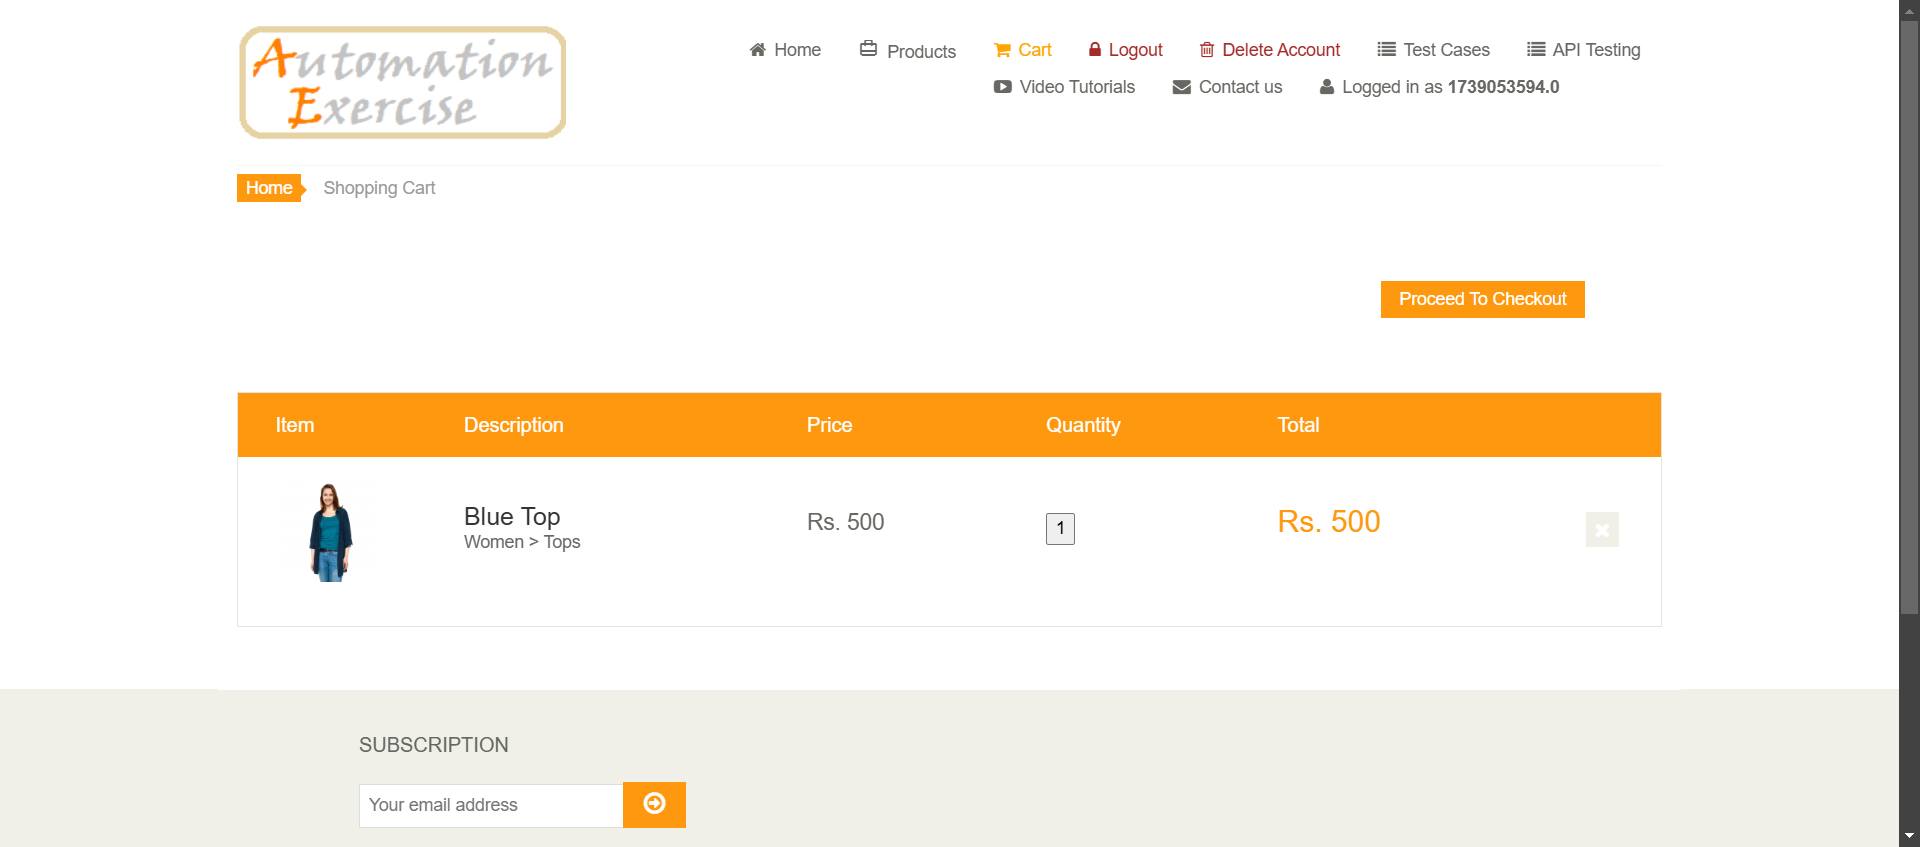 Automation
Exercise
Home Products Cart Logout Delete Account Test Cases API Testing
Video Tutorials Contact us Logged in as 1739053594.0
Home Shopping Cart
Proceed To Checkout
Item Description Price Quantity Total
Blue Top
Women > Tops
Rs. 500
1
Rs. 500
SUBSCRIPTION
Your email address